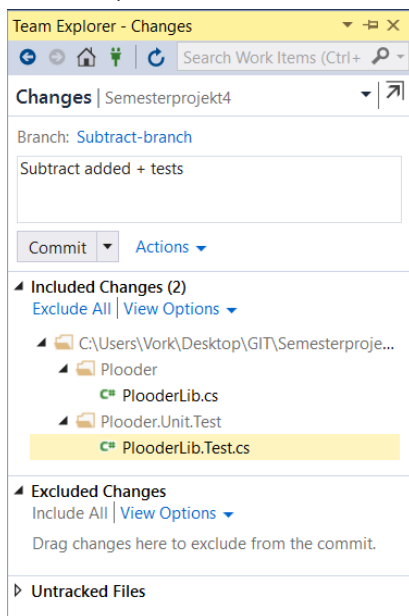 Team Explorer - Changes
Search Work Items (Ctrl+
Changes | Semesterprojekt4
Branch: Subtract-branch
Subtract added + tests
Commit Actions
Included Changes (2)
Exclude All | View Options
C:\Users\Vork\Desktop\GIT\Semesterproje...
Plooder
C# PlooderLib.cs
Plooder.Unit.Test
C# PlooderLib.Test.cs
Excluded Changes
Include All | View Options
Drag changes here to exclude from the commit.
Untracked Files